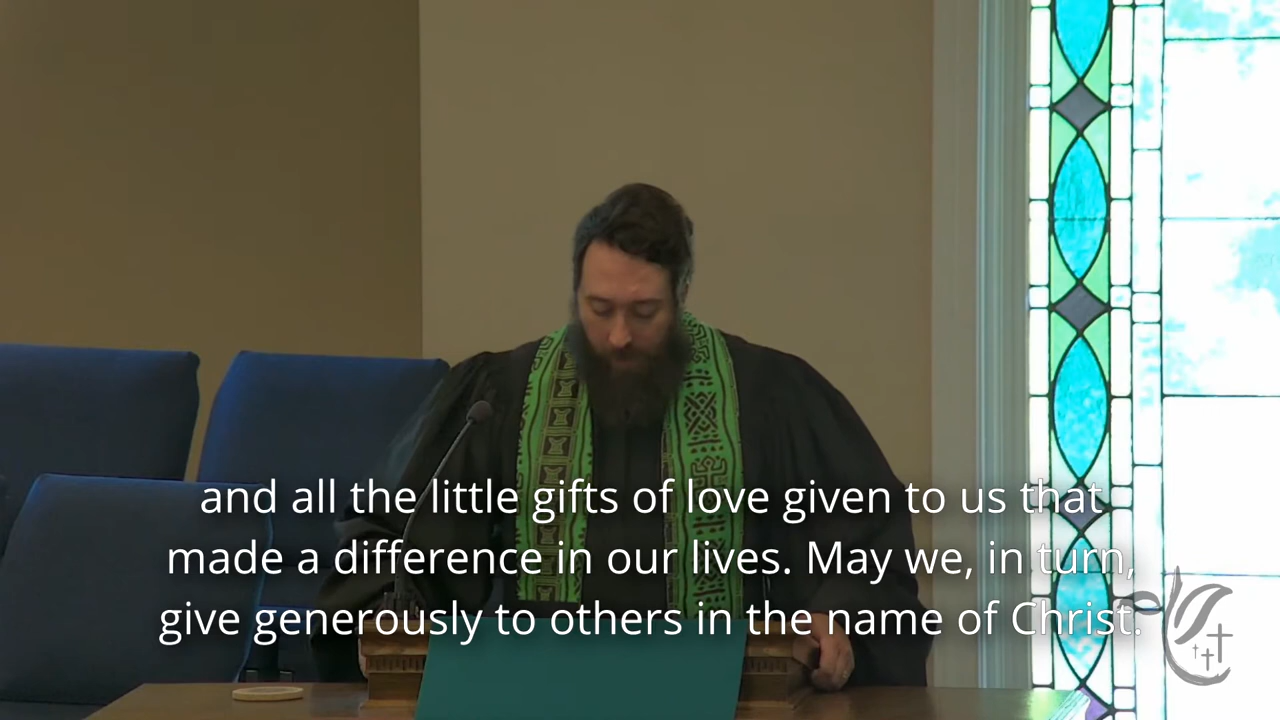 and all the little gifts of love given to us that
made a difference in our lives. May we, in turn,
give generously to others in the name of Christ.